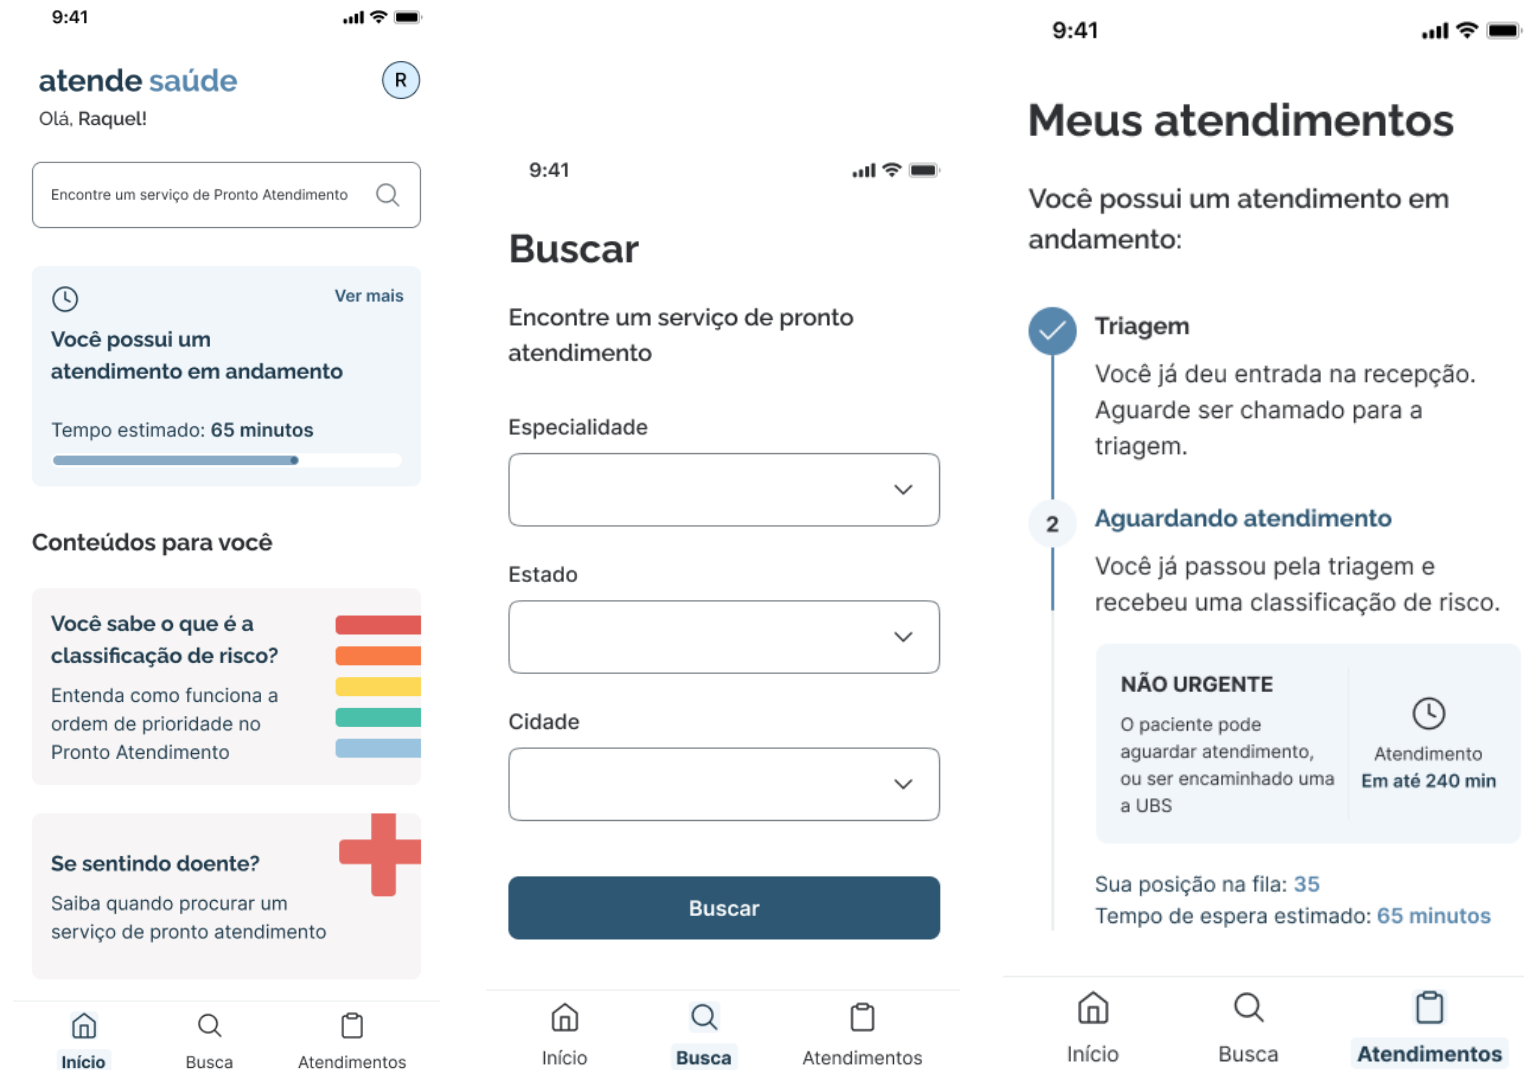 9:41
atende saúde
R
Olá, Raquel!
Encontre um serviço de Pronto Atendimento
Ver mais
Você possui um
atendimento em andamento
Tempo estimado: 65 minutos
Conteúdos para você
Você sabe o que é a
classificação de risco?
Entenda como funciona a
ordem de prioridade no
Pronto Atendimento
Se sentindo doente?
Saiba quando procurar um
serviço de pronto atendimento
Início
Busca
Atendimentos
9:41
Buscar
Encontre um serviço de pronto
atendimento
Especialidade
Estado
Cidade
Buscar
Início
Busca
Atendimentos
9:41
Meus atendimentos
Você possui um atendimento em
andamento:
Triagem
Você já deu entrada na recepção.
Aguarde ser chamado para a
triagem.
2
Aguardando atendimento
Você já passou pela triagem e
recebeu uma classificação de risco.
NÃO URGENTE
O paciente pode
aguardar atendimento,
ou ser encaminhado uma
a UBS
Atendimento
Em até 240 min
Sua posição na fila: 35
Tempo de espera estimado: 65 minutos
Início
Busca
Atendimentos